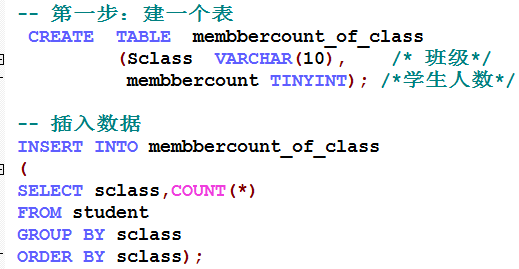 -- 第一步：建一个表
CREATE TABLE membbercount_of_class
(Sclass VARCHAR(10), /* 班级*/
membbercount TINYINT); /*学生人数*/
-- 插入数据
INSERT INTO membbercount_of_class
(
SELECT sclass,COUNT(*)
FROM student
GROUP BY sclass
ORDER BY sclass);